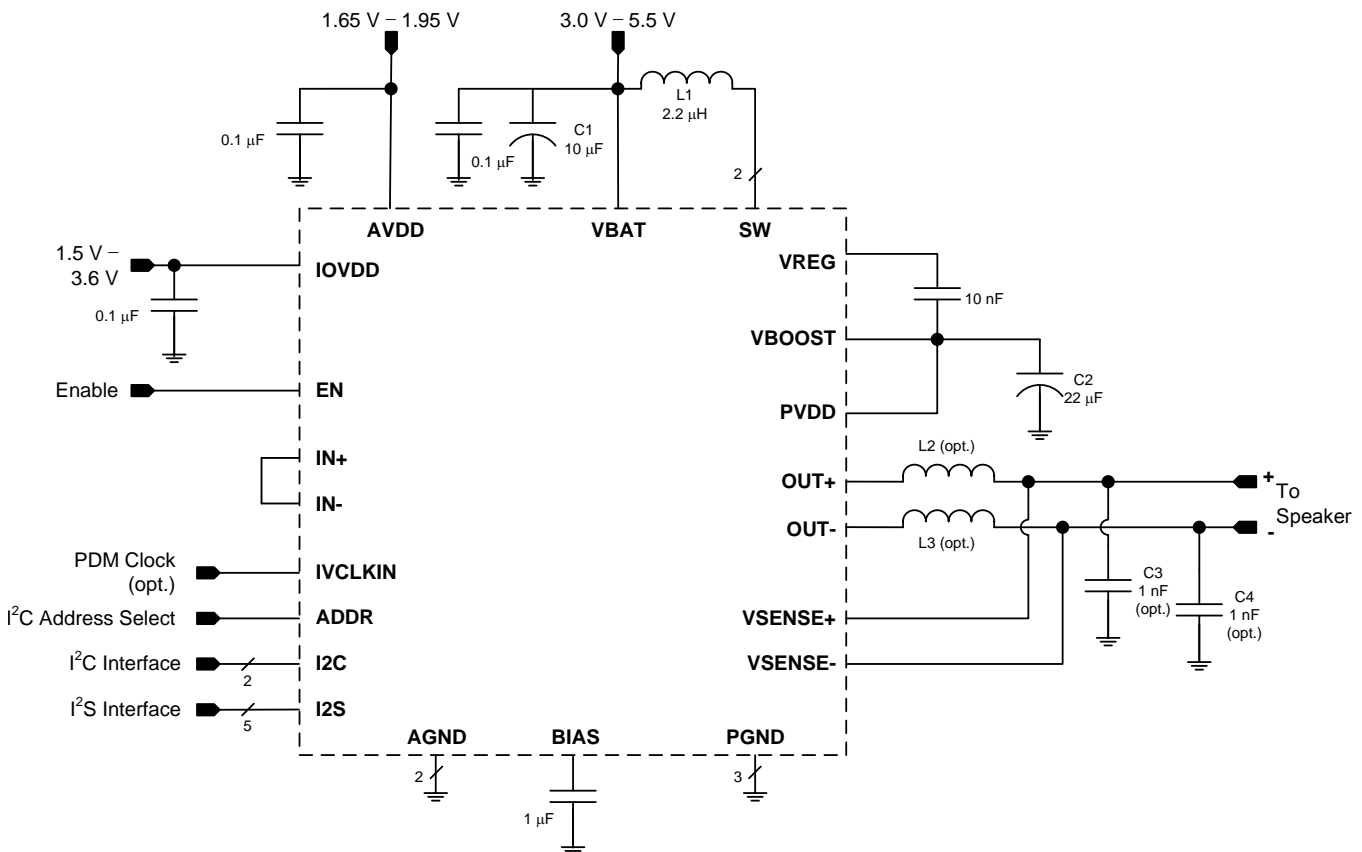 1.65 V – 1.95 V
3.0 V – 5.5 V
L1
2.2 μH
0.1 μF
0.1 μF
C1
10 μF
2
AVDD
VBAT
SW
1.5 V –
3.6 V
IOVDD
0.1 μF
VREG
10 nF
VBOOST
C2
22 μF
Enable
EN
PVDD
L2 (opt.)
IN+
OUT+
+
To
Speaker
-
IN-
OUT-
L3 (opt.)
PDM Clock
(opt.)
IVCLKIN
C3
1 nF
(opt.)
C4
1 nF
(opt.)
I²C Address Select
ADDR
VSENSE+
I²C Interface
2
I2C
VSENSE-
I²S Interface
5
I2S
AGND
BIAS
PGND
2
3
1 μF